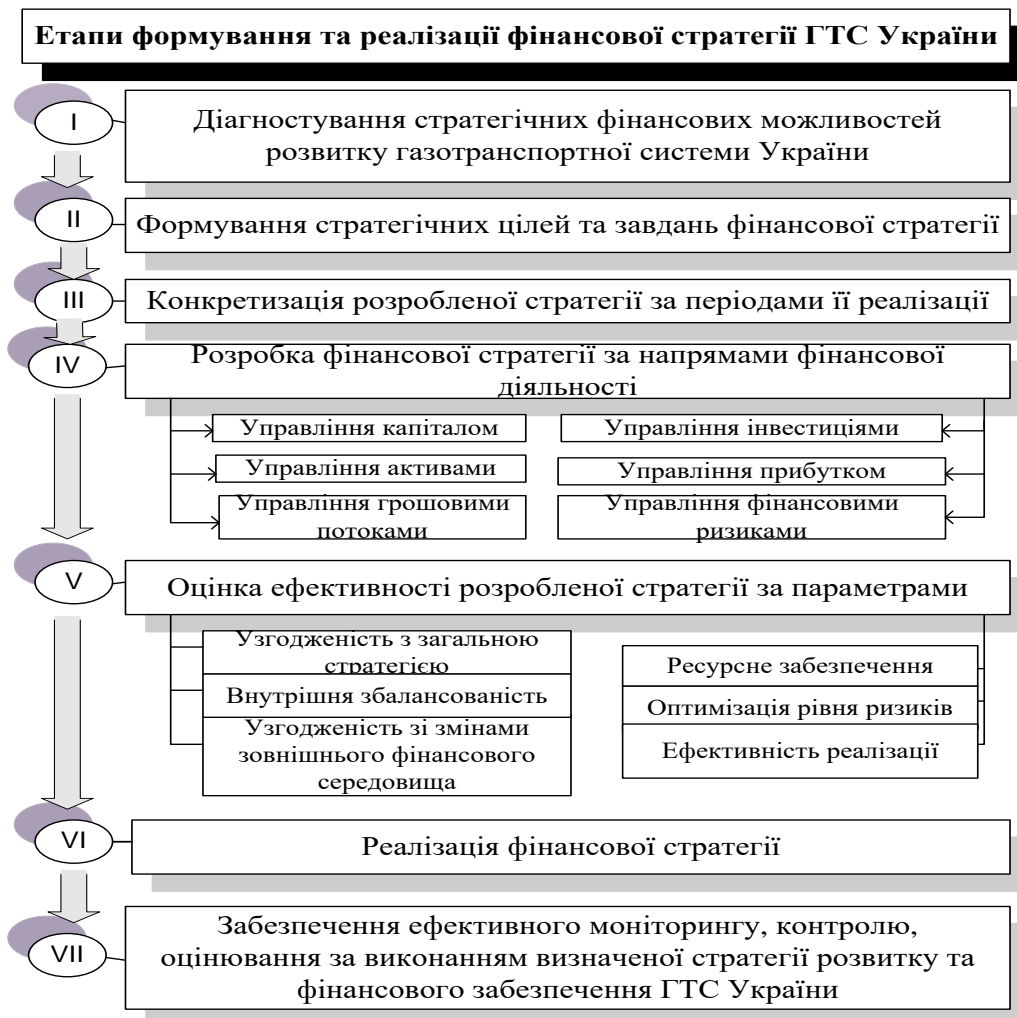 Етапи формування та реалізації фінансової стратегії ГТС України
I
Діагностування стратегічних фінансових можливостей
розвитку газотранспортної системи України
II
Формування стратегічних цілей та завдань фінансової стратегії
III
Конкретизація розробленої стратегії за періодами її реалізації
IV
Розробка фінансової стратегії за напрямами фінансової
діяльності
Управління капіталом
Управління інвестиціями
Управління активами
Управління прибутком
Управління грошовими
потоками
Управління фінансовими
ризиками
V
Оцінка ефективності розробленої стратегії за параметрами
Узгодженість з загальною
стратегією
Внутрішня збалансованість
Узгодженість зі змінами
зовнішнього фінансового
середовища
Ресурсне забезпечення
Оптимізація рівня ризиків
Ефективність реалізації
VI
Реалізація фінансової стратегії
VII
Забезпечення ефективного моніторингу, контролю,
оцінювання за виконанням визначеної стратегії розвитку та
фінансового забезпечення ГТС України